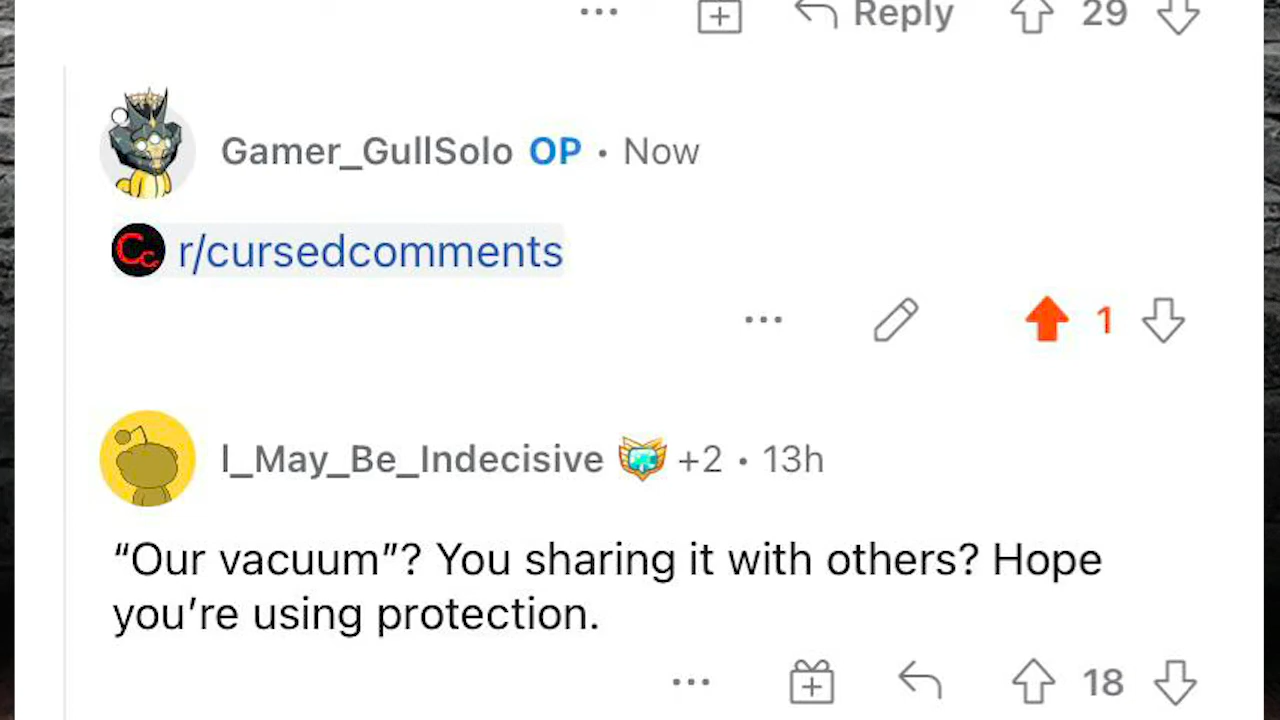 Reply 29
Gamer_GullSolo OP • Now
Cc r/cursedcomments
1
I_May_Be_Indecisive +2 • 13h
“Our vacuum”? You sharing it with others? Hope
you’re using protection.
18